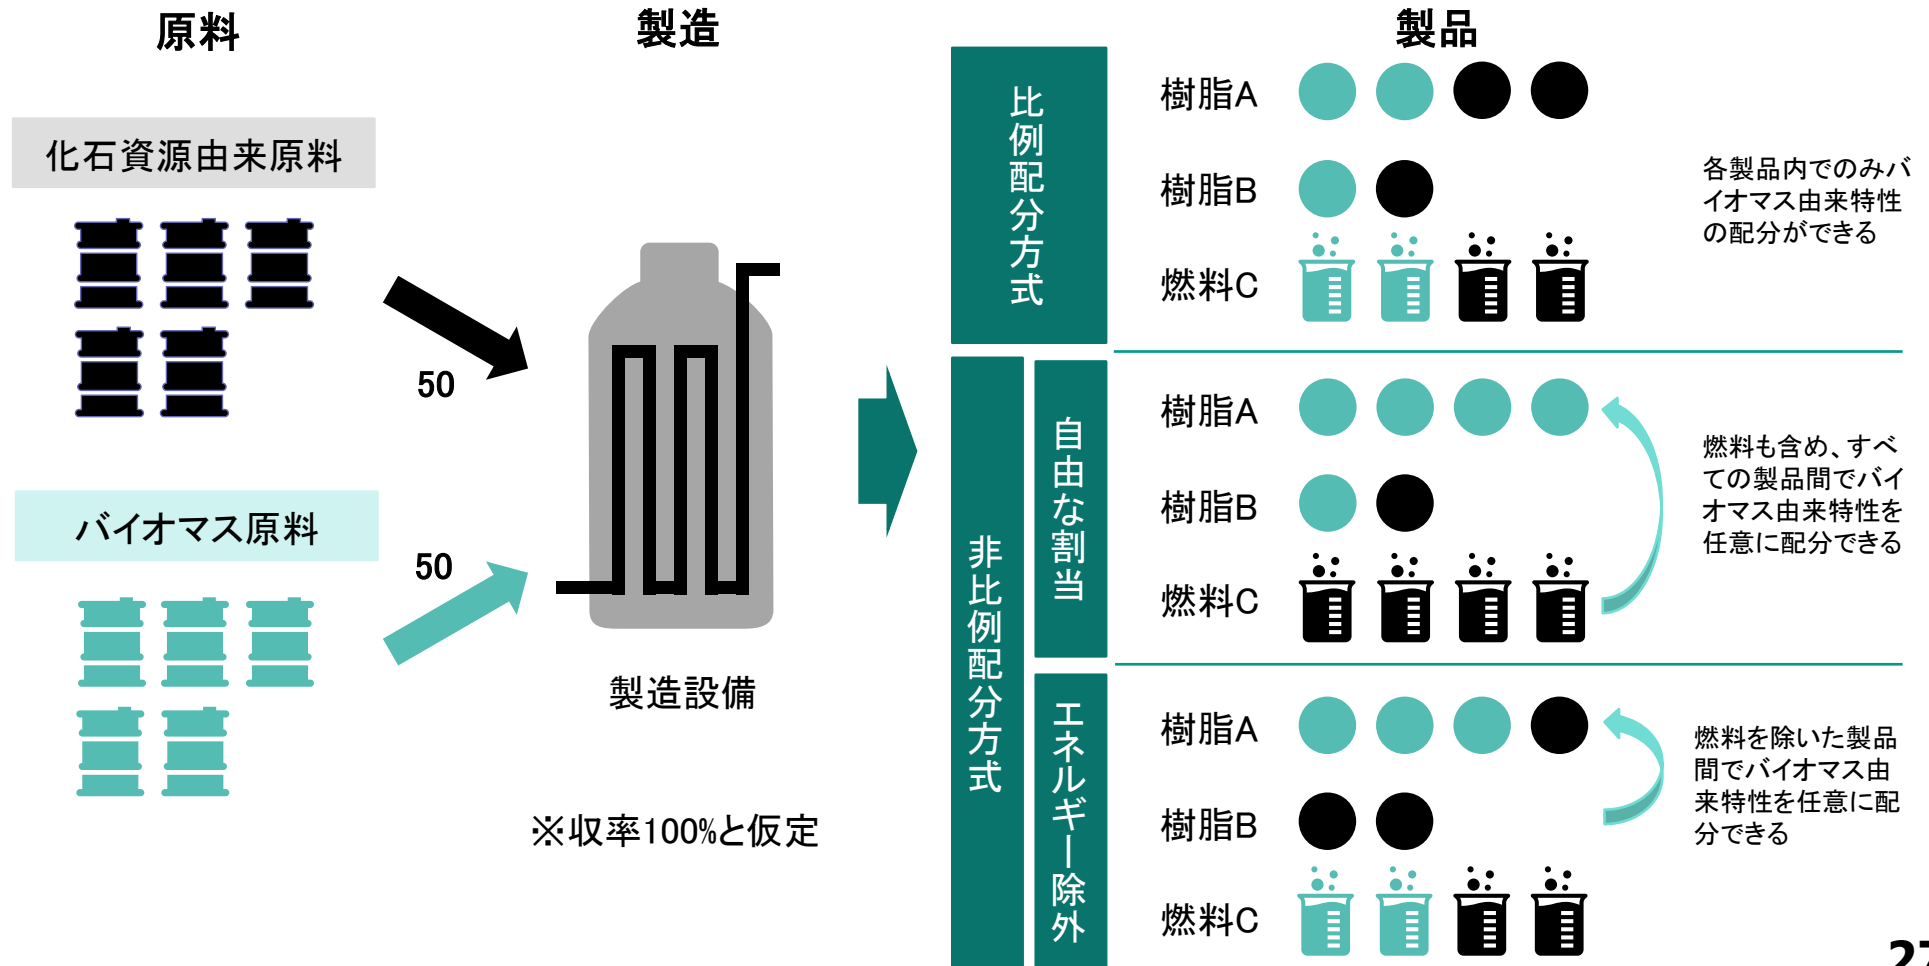 原料
製造
製品
化石資源由来原料
50
バイオマス原料
50
製造設備
※収率100%と仮定
比例配分方式
樹脂A
樹脂B
燃料C
各製品内でのみバ
イオマス由来特性
の配分ができる
非比例配分方式
自由な割当
樹脂A
樹脂B
燃料C
燃料も含め、すべ
ての製品間でバイ
オマス由来特性を
任意に配分できる
エネルギー除外
樹脂A
樹脂B
燃料C
燃料を除いた製品
間でバイオマス由
来特性を任意に配
分できる
27